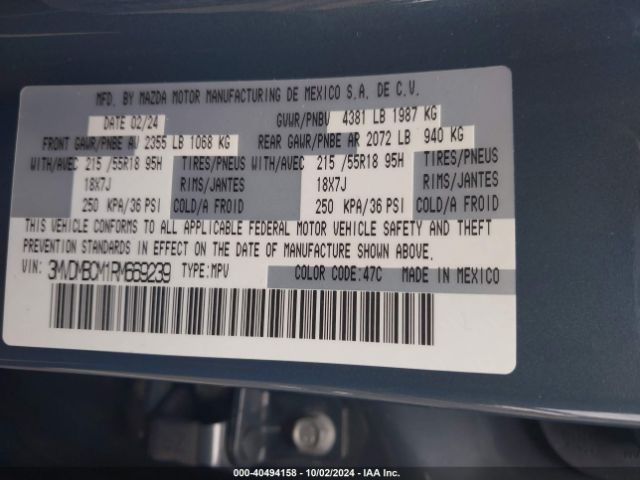 MFD. BY MAZDA MOTOR MANUFACTURING DE MEXICO S.A. DE C.V.
DATE 02/24 GVWR/PNBV 4381 LB 1987 KG
FRONT GAWR/PNBE AV 2355 LB 1068 KG REAR GAWR/PNBE AR 2072 LB 940 KG
WITH/AVEC 215 /55R18 95H TIRES/PNEUS WITH/AVEC 215 /55R18 95H TIRES/PNEUS
18X7J RIMS/JANTES 18X7J RIMS/JANTES
250 KPA/36 PSI COLD/A FROID 250 KPA/36 PSI COLD/A FROID
THIS VEHICLE CONFORMS TO ALL APPLICABLE FEDERAL MOTOR VEHICLE SAFETY AND THEFT
PREVENTION STANDARDS IN EFFECT ON THE DATE OF MANUFACTURE SHOWN ABOVE.
VIN: 3MVDMBCM1RM669239 TYPE:MPV COLOR CODE:47C MADE IN MEXICO
000-40494158 - 10/02/2024 - IAA Inc.